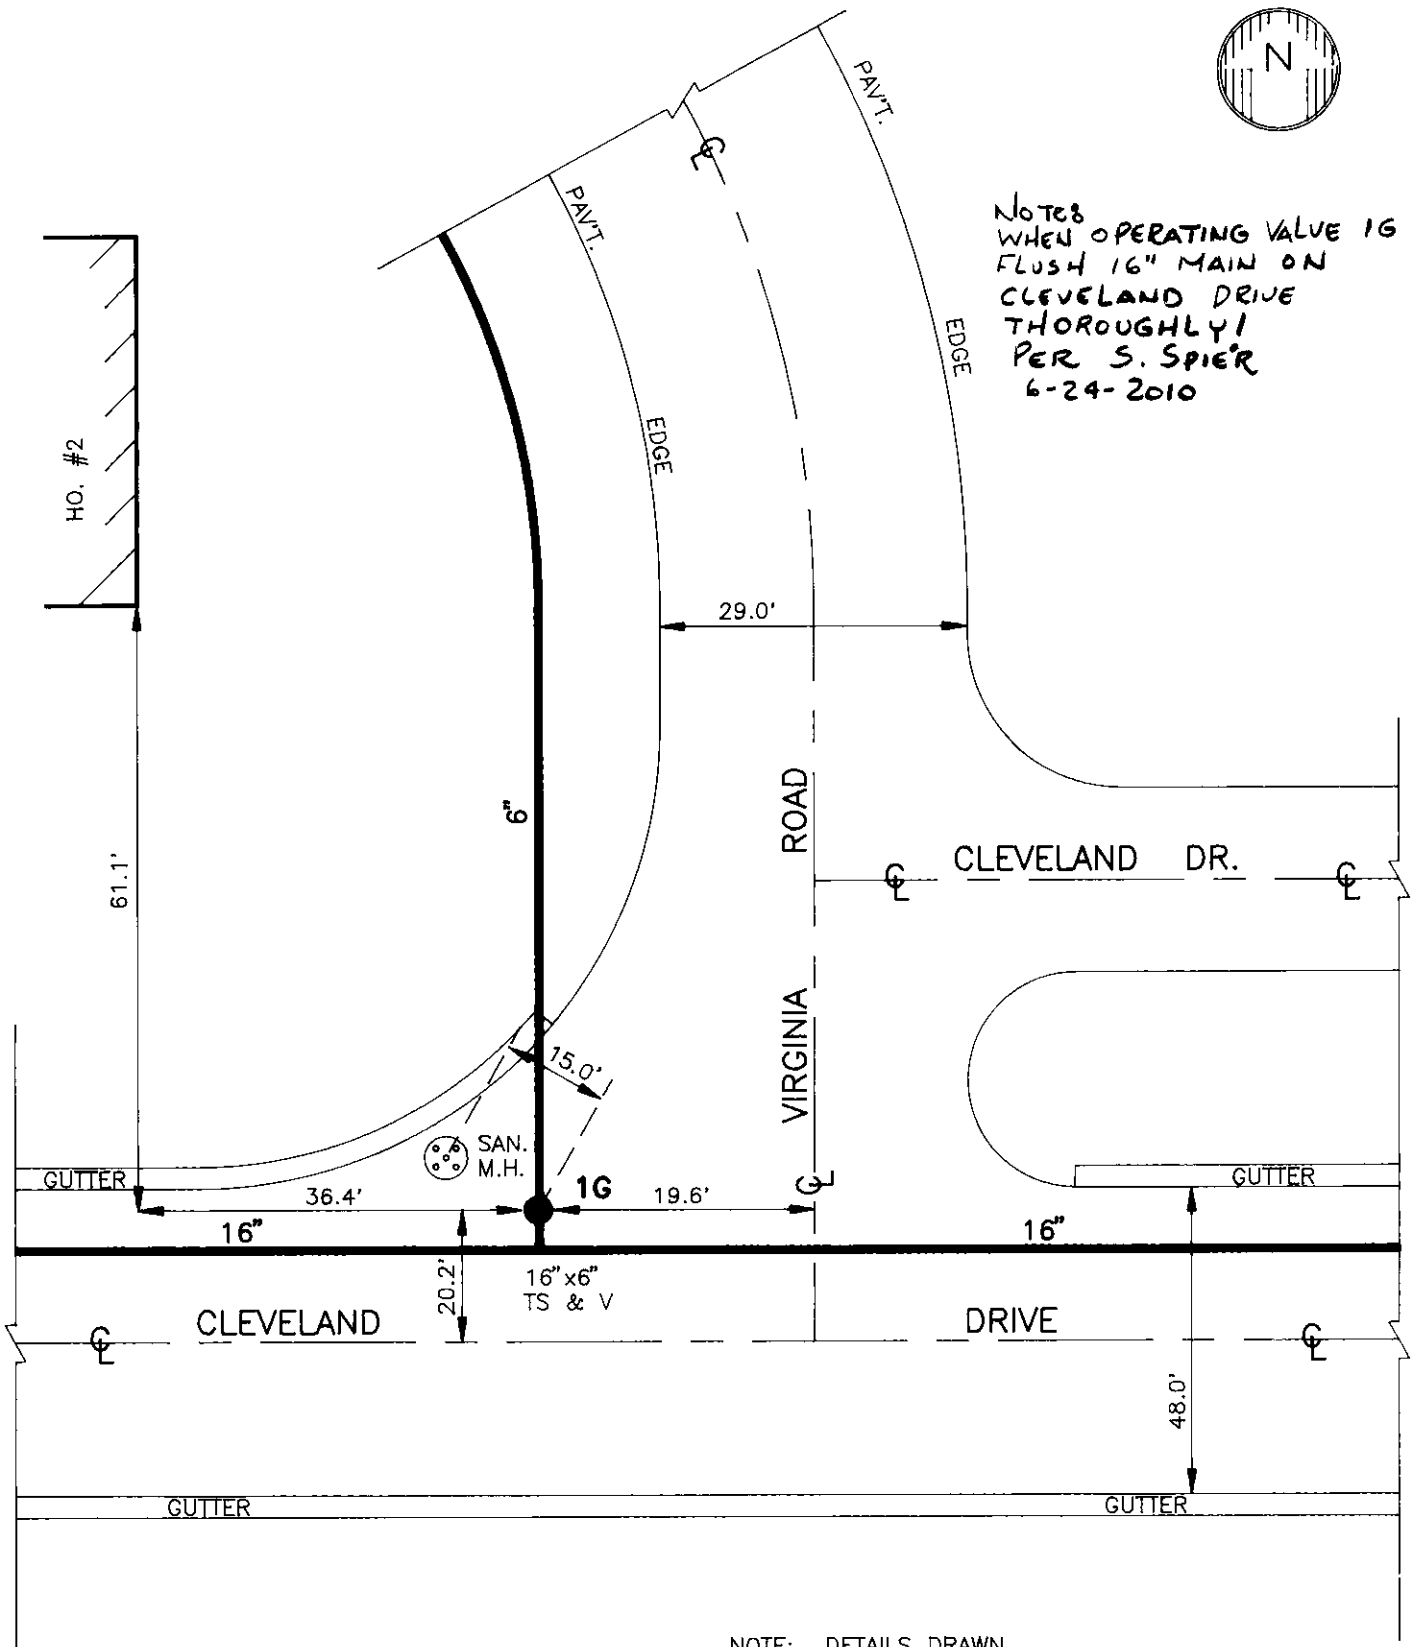 N
PAV'T.
PAV'T.
Note:
WHEN OPERATING VALVE 1G
FLUSH 16" MAIN ON
CLEVELAND DRIVE
THOROUGHLY!
PER S. SPIER
6-24-2010
EDGE
EDGE
HO. #2
29.0'
6"
61.1'
ROAD
VIRGINIA
CLEVELAND DR.
℄
℄
℄
15.0'
SAN.
M.H.
GUTTER
GUTTER
36.4'
1G
19.6'
℄
16"
16"
20.2'
16"x6"
TS & V
CLEVELAND DRIVE
℄
℄
48.0'
GUTTER
GUTTER
NOTE: DETAILS DRAWN